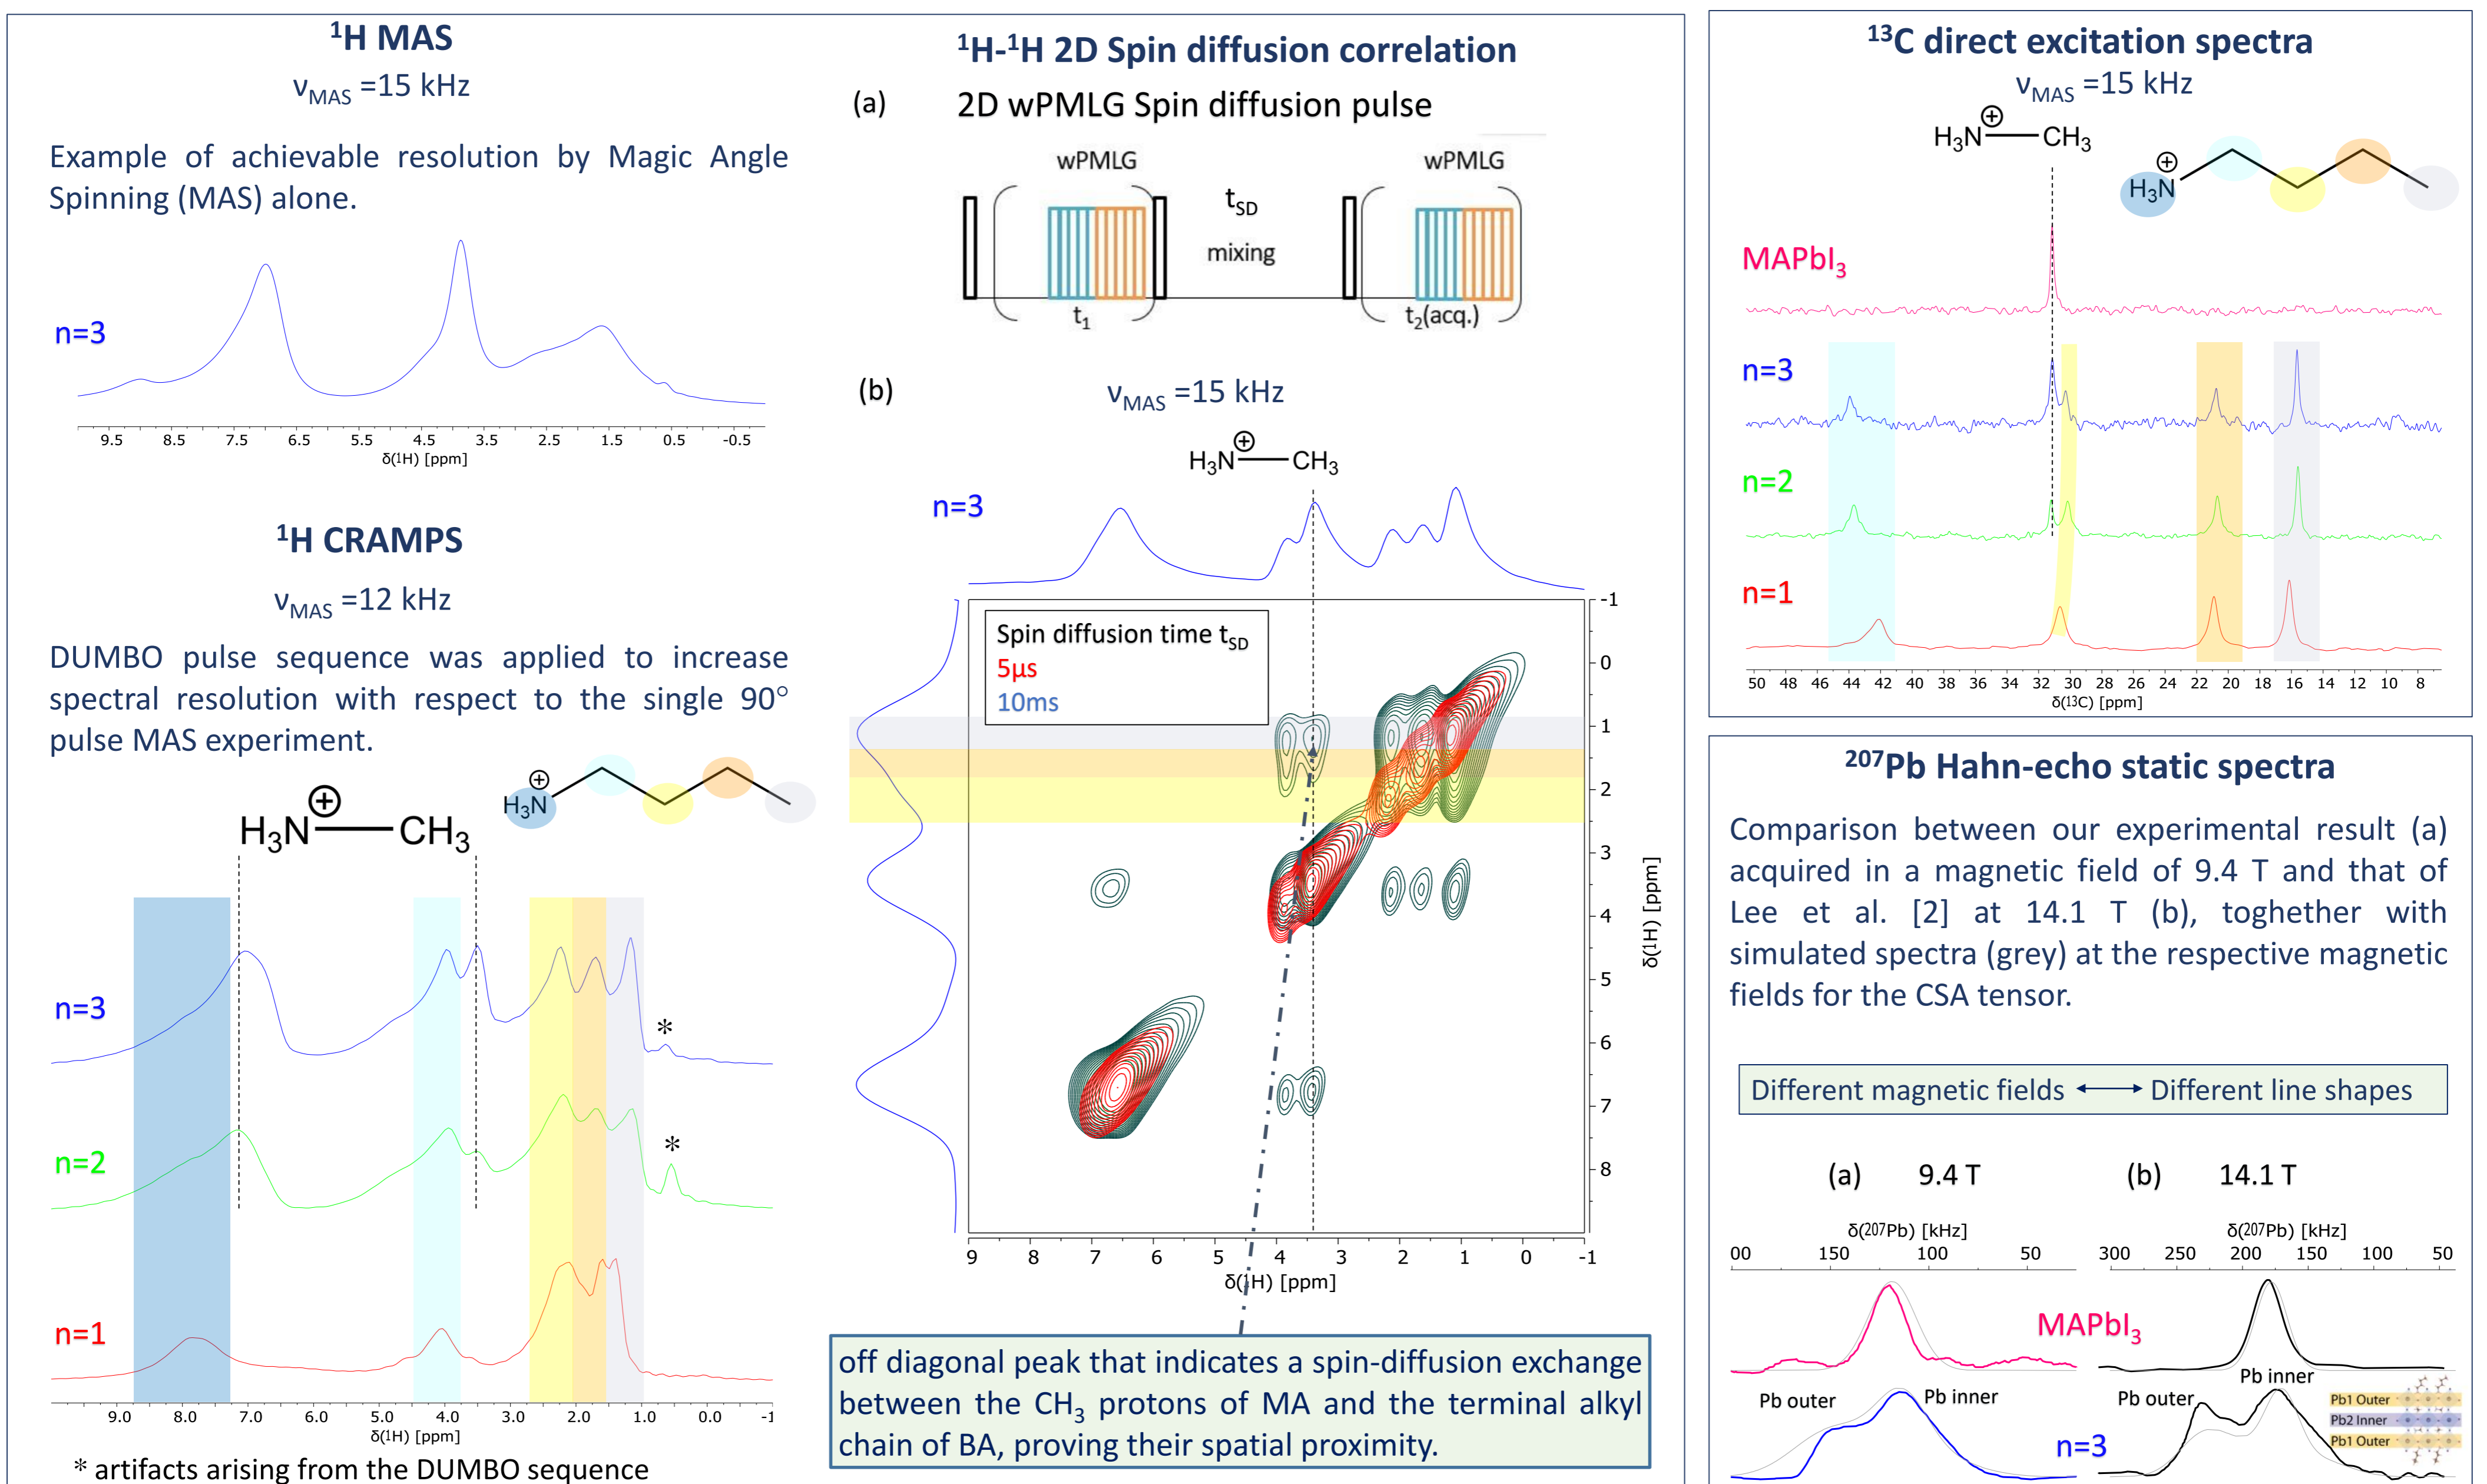 ¹H MAS
νMAS =15 kHz
Example of achievable resolution by Magic Angle
Spinning (MAS) alone.
n=3
9.5 8.5 7.5 6.5 5.5 4.5 3.5 2.5 1.5 0.5 -0.5
δ(1H) [ppm]
¹H CRAMPS
νMAS =12 kHz
DUMBO pulse sequence was applied to increase
spectral resolution with respect to the single 90°
pulse MAS experiment.
H₃N⊕ CH₃
H₃N⊕
n=3
*
n=2
*
n=1
9.0 8.0 7.0 6.0 5.0 4.0 3.0 2.0 1.0 0.0 -1
δ(1H) [ppm]
* artifacts arising from the DUMBO sequence
¹H-¹H 2D Spin diffusion correlation
(a) 2D wPMLG Spin diffusion pulse
wPMLG wPMLG
tSD
mixing
t₁ t₂(acq.)
(b) νMAS =15 kHz
H₃N⊕ CH₃
n=3
Spin diffusion time tSD
5µs
10ms
-1
0
1
2
3
4
5
6
7
8
δ(1H) [ppm]
9 8 7 6 5 4 3 2 1 0 -1
δ(1H) [ppm]
off diagonal peak that indicates a spin-diffusion exchange
between the CH₃ protons of MA and the terminal alkyl
chain of BA, proving their spatial proximity.
¹³C direct excitation spectra
νMAS =15 kHz
H₃N⊕ CH₃
H₃N⊕
MAPbI₃
n=3
n=2
n=1
50 48 46 44 42 40 38 36 34 32 30 28 26 24 22 20 18 16 14 12 10 8
δ(13C) [ppm]
²⁰⁷Pb Hahn-echo static spectra
Comparison between our experimental result (a)
acquired in a magnetic field of 9.4 T and that of
Lee et al. [2] at 14.1 T (b), toghether with
simulated spectra (grey) at the respective magnetic
fields for the CSA tensor.
Different magnetic fields ⟷ Different line shapes
(a) 9.4 T (b) 14.1 T
δ(207Pb) [kHz] δ(207Pb) [kHz]
00 150 100 50 300 250 200 150 100 50
MAPbI₃
Pb outer Pb inner Pb outer Pb inner
n=3
Pb1 Outer
Pb2 Inner
Pb1 Outer